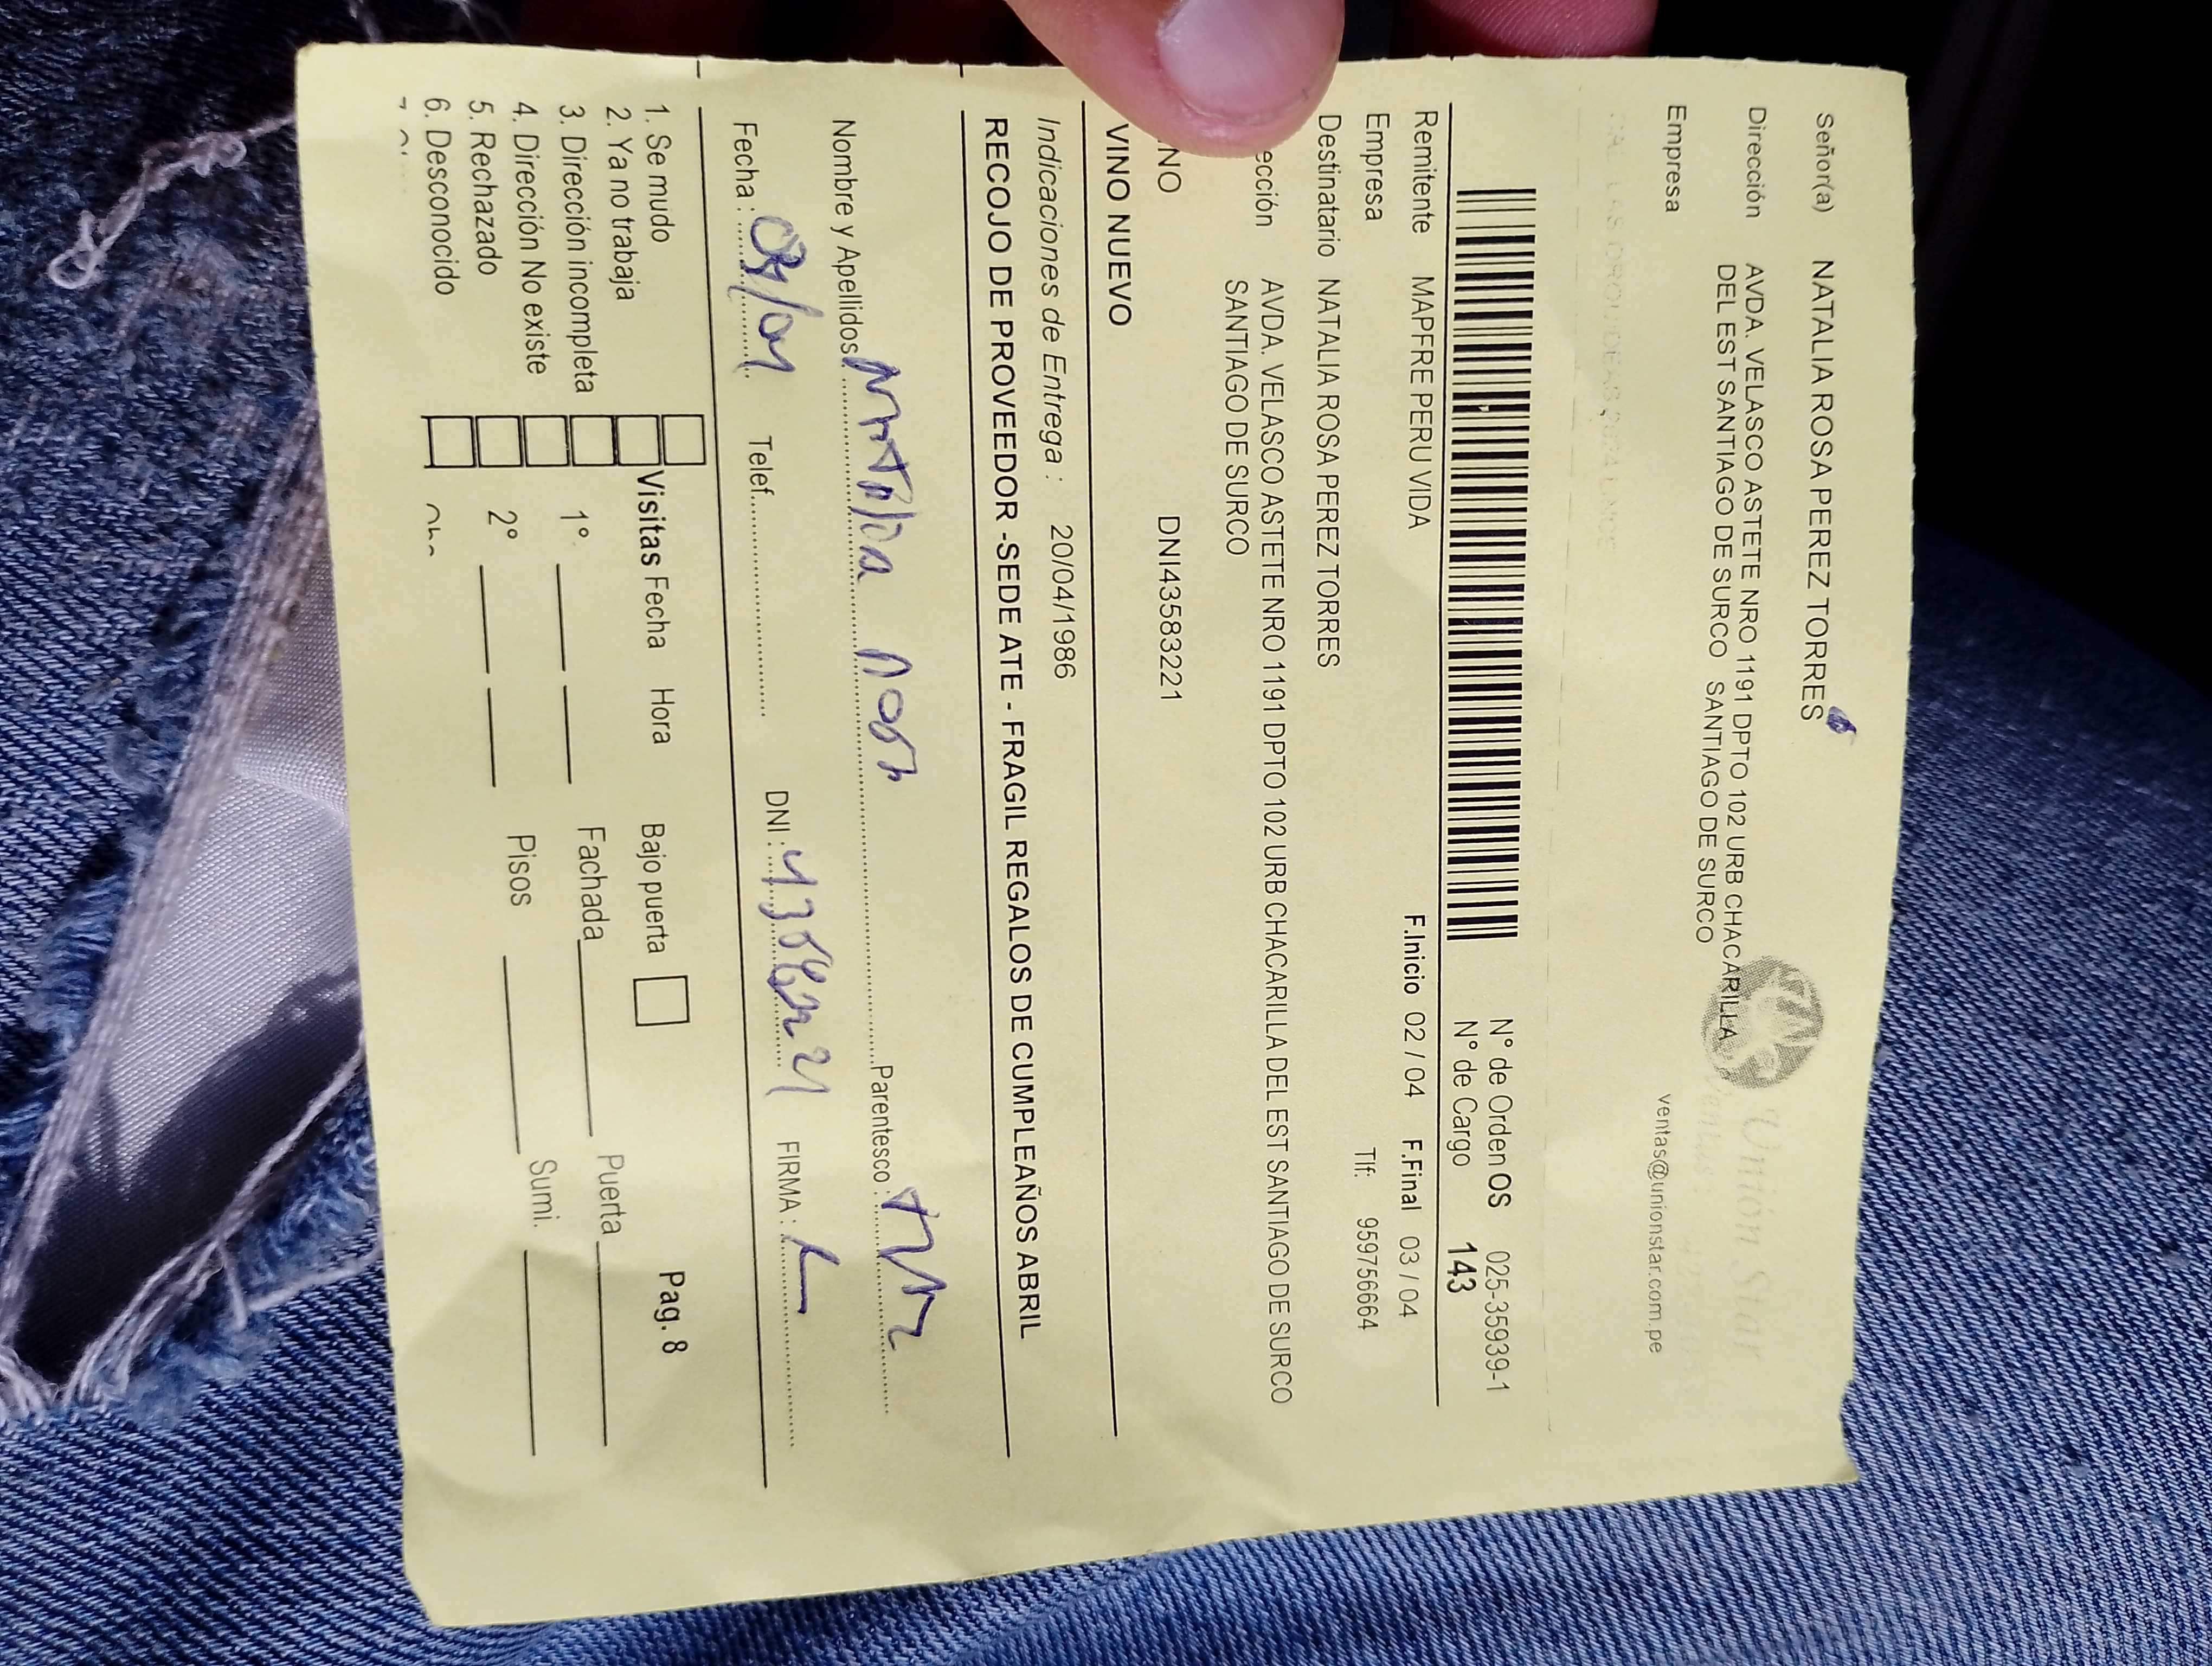 Señor(a) NATALIA ROSA PEREZ TORRES
Dirección AVDA. VELASCO ASTETE NRO 1191 DPTO 102 URB CHACARILLA
DEL EST SANTIAGO DE SURCO SANTIAGO DE SURCO
Unión Star
Empresa
ventas@unionstar.com.pe
N° de Orden OS 025-35939-1
N° de Cargo 143
Remitente MAPFRE PERU VIDA F.Inicio 02 / 04 F.Final 03 / 04
Empresa Tlf: 959756664
Destinatario NATALIA ROSA PEREZ TORRES
ección AVDA. VELASCO ASTETE NRO 1191 DPTO 102 URB CHACARILLA DEL EST SANTIAGO DE SURCO
SANTIAGO DE SURCO
NO DNI43583221
VINO NUEVO
Indicaciones de Entrega : 20/04/1986
RECOJO DE PROVEEDOR -SEDE ATE - FRAGIL REGALOS DE CUMPLEAÑOS ABRIL
Nombre y Apellidos Parentesco :
Fecha : Telef. DNI : FIRMA :
1. Se mudo
2. Ya no trabaja
3. Dirección incompleta
4. Dirección No existe
5. Rechazado
6. Desconocido
Visitas Fecha Hora Bajo puerta Pag. 8
1° Fachada Puerta
2° Pisos Sumi.